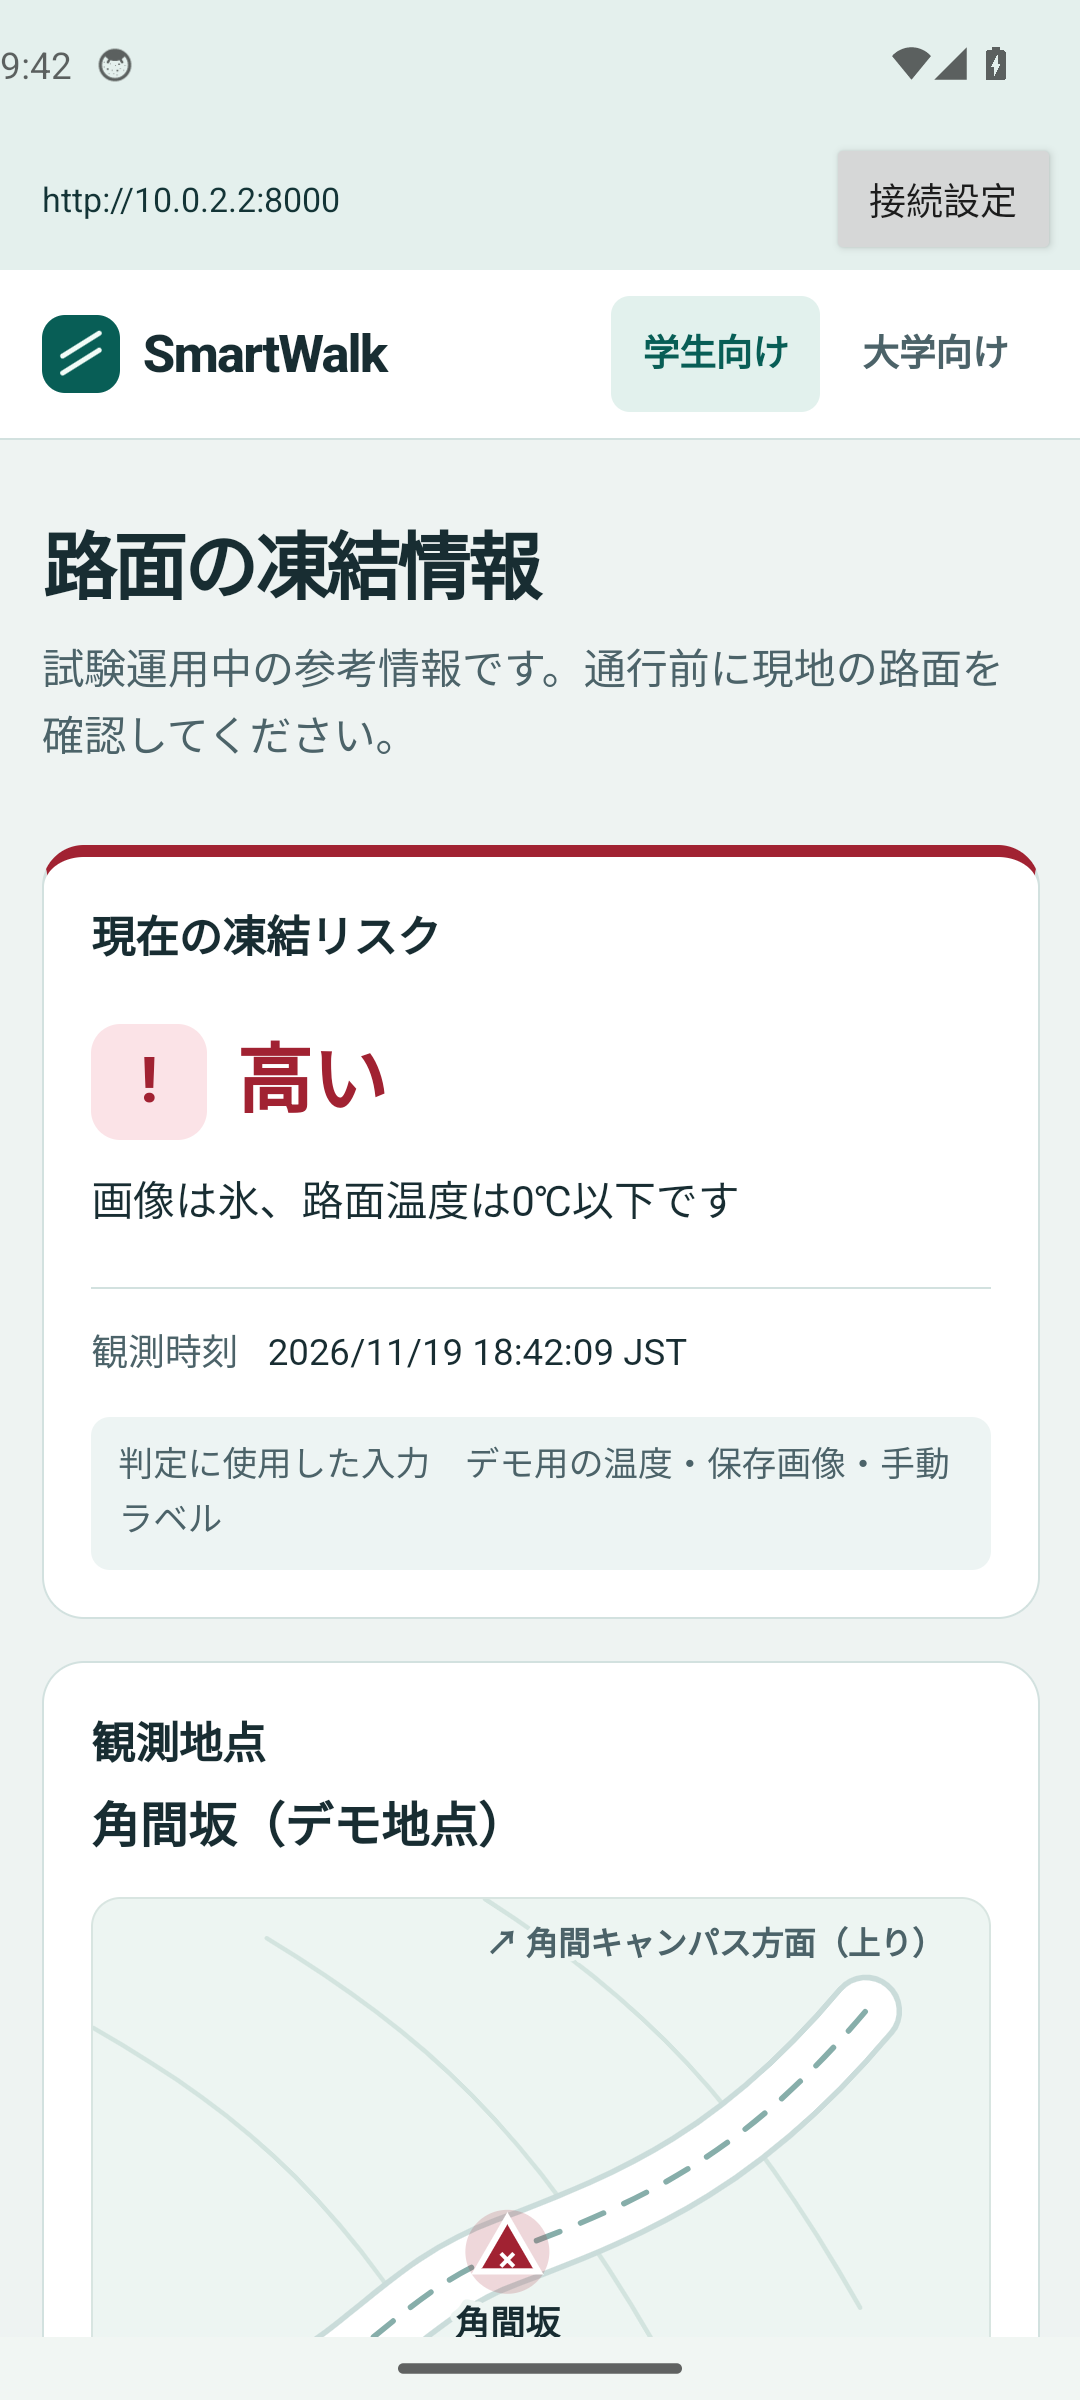 9:42
http://10.0.2.2:8000
接続設定
SmartWalk
学生向け
大学向け
路面の凍結情報
試験運用中の参考情報です。通行前に現地の路面を
確認してください。
現在の凍結リスク
! 高い
画像は氷、路面温度は0℃以下です
観測時刻 2026/11/19 18:42:09 JST
判定に使用した入力　デモ用の温度・保存画像・手動
ラベル
観測地点
角間坂（デモ地点）
↗ 角間キャンパス方面（上り）
×
角間坂